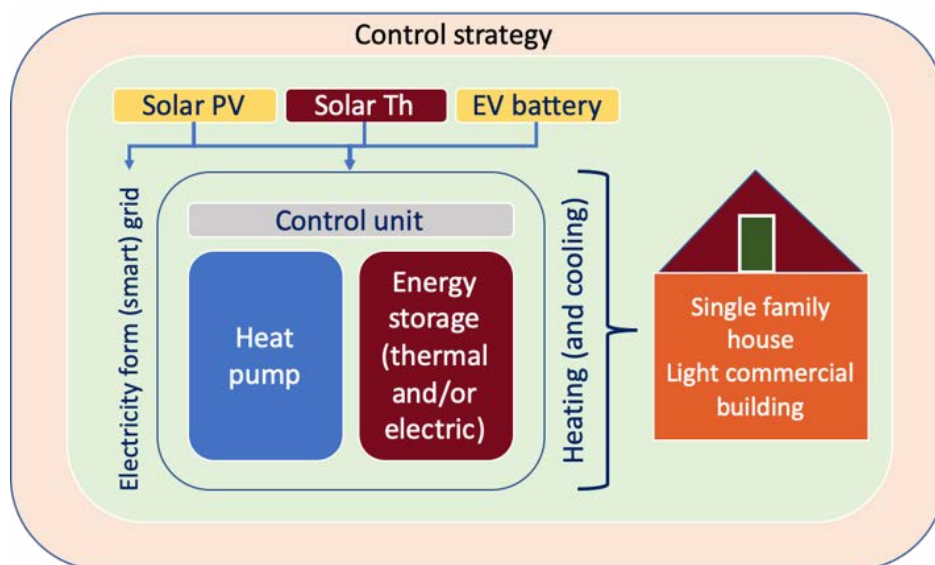 Control strategy
Solar PV
Solar Th
EV battery
Electricity form (smart) grid
Control unit
Heat
pump
Energy
storage
(thermal
and/or
electric)
Heating (and cooling)
Single family
house
Light commercial
building